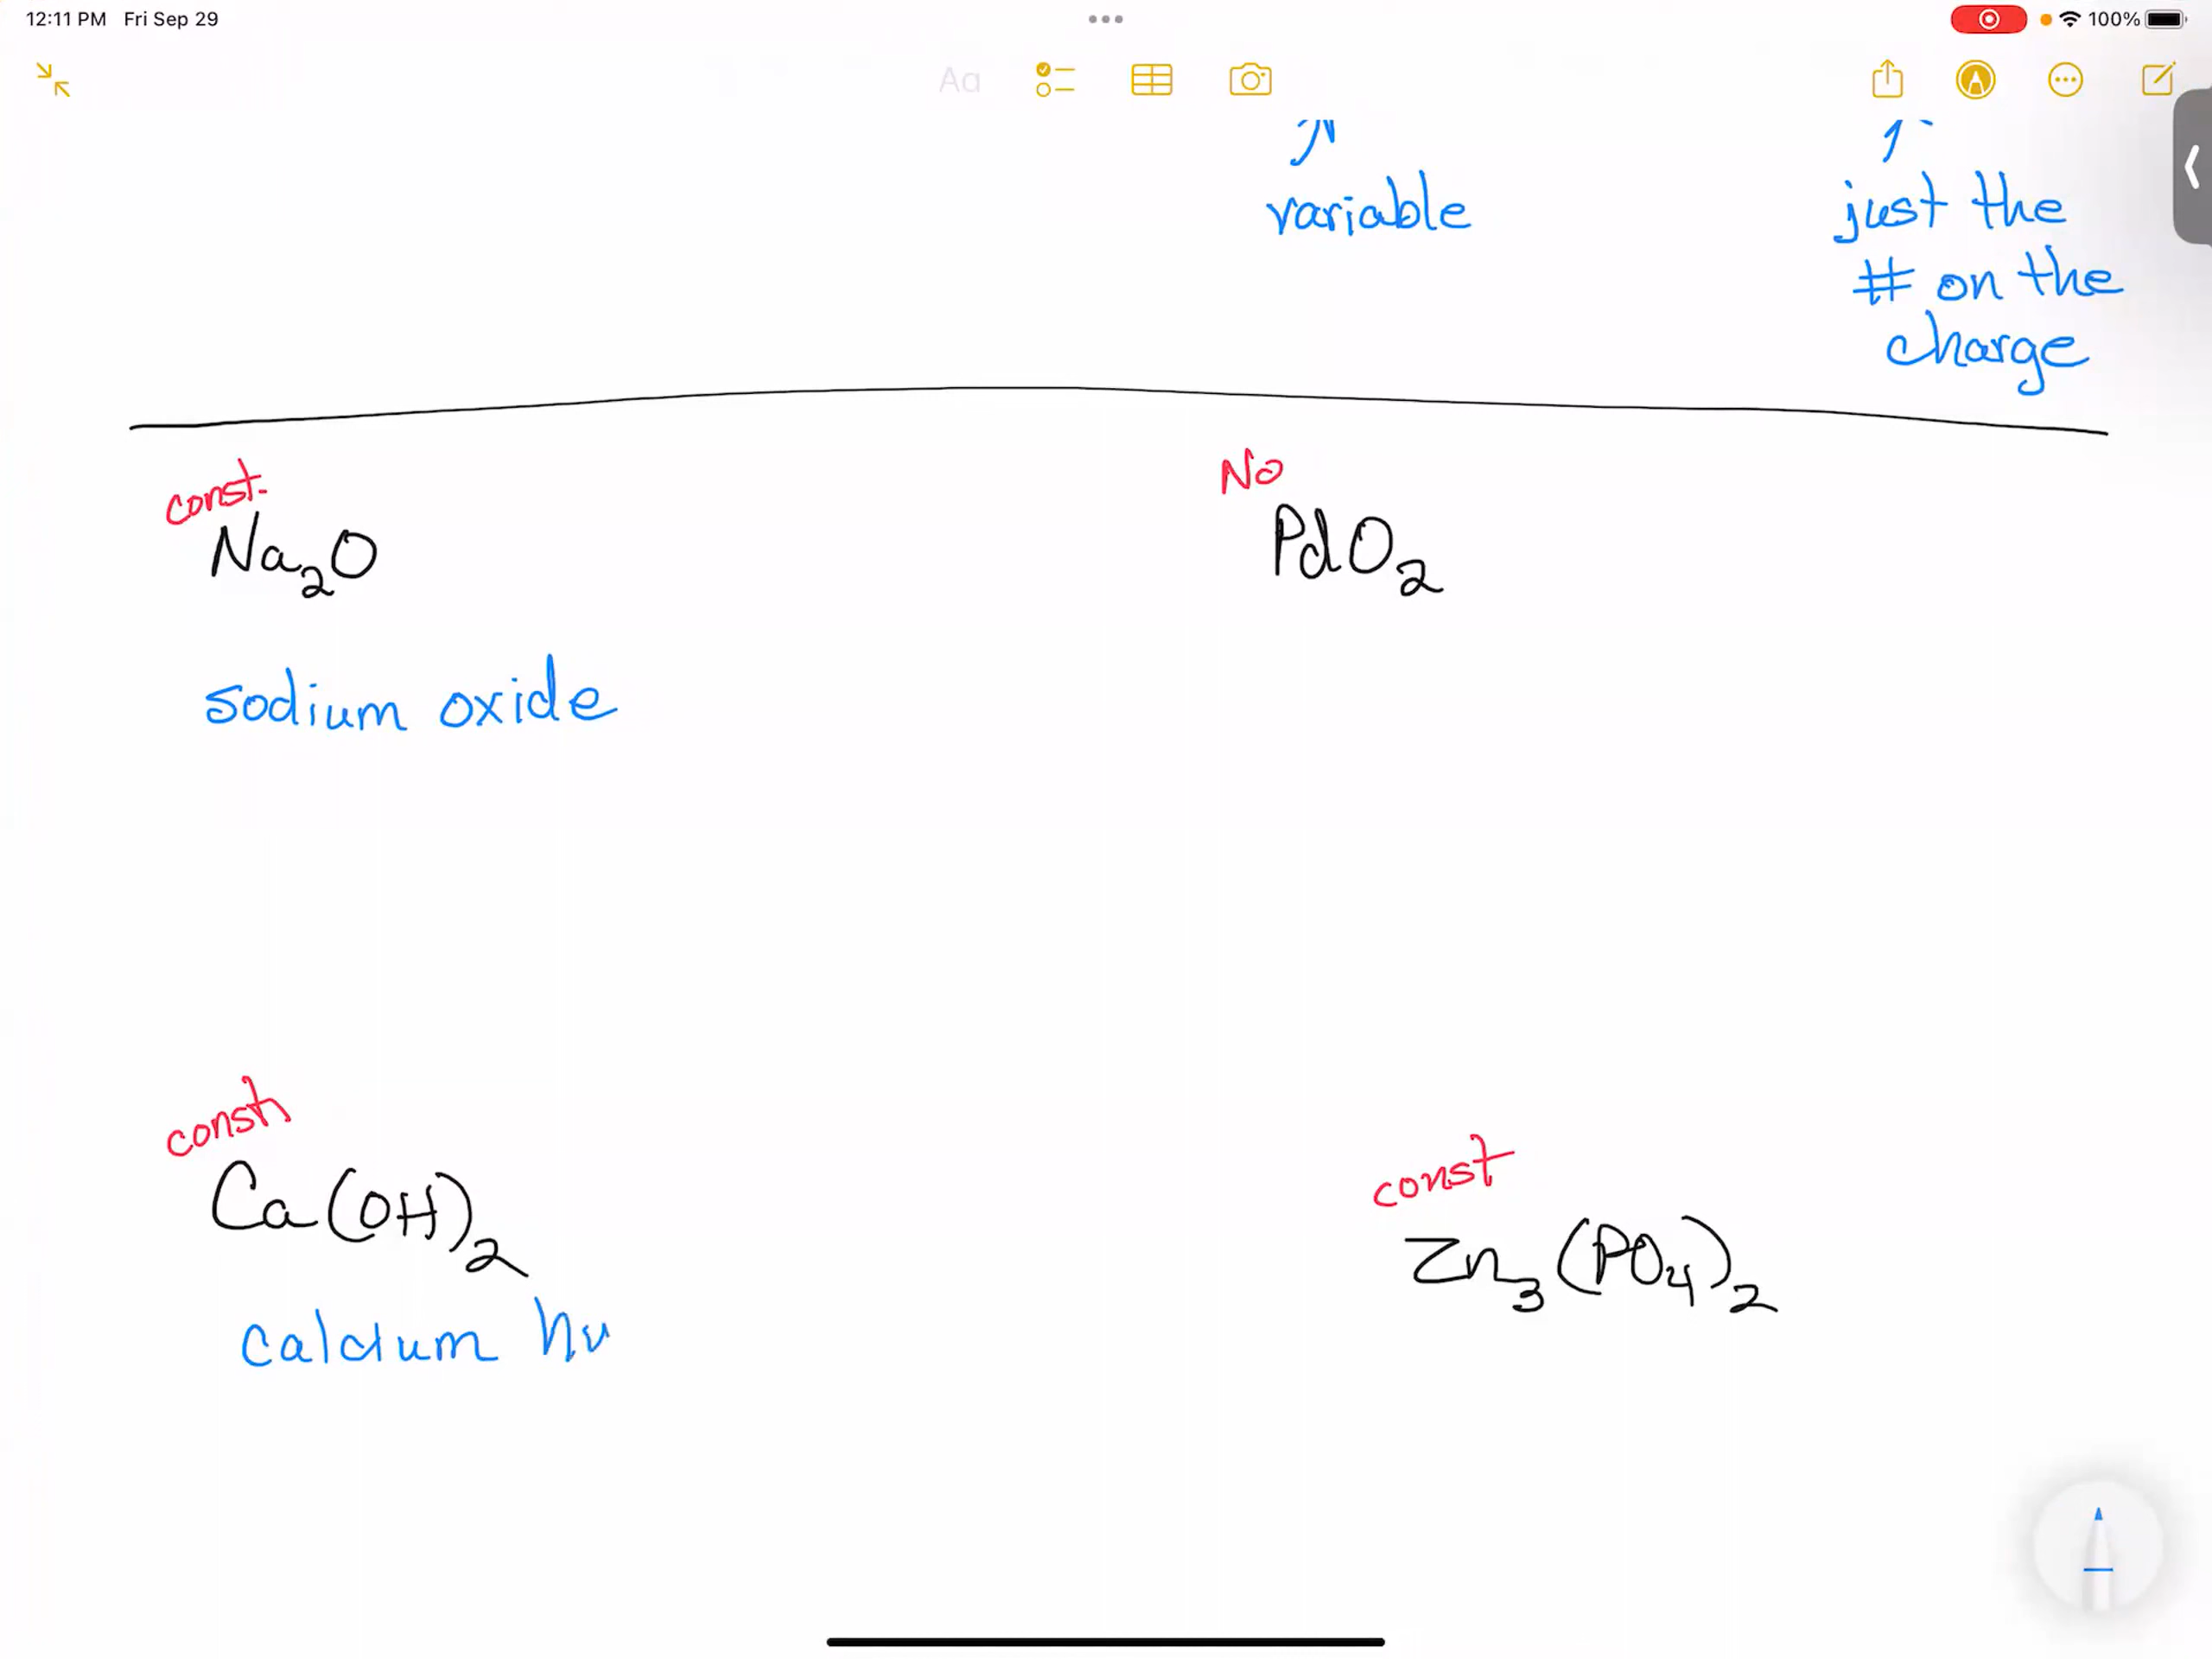 12:11 PM Fri Sep 29
100%
Aa
variable
just the
# on the
charge
const.
Na₂O
sodium oxide
No
PdO₂
const.
Ca(OH)₂
calcium hy
const
Zn₃(PO₄)₂